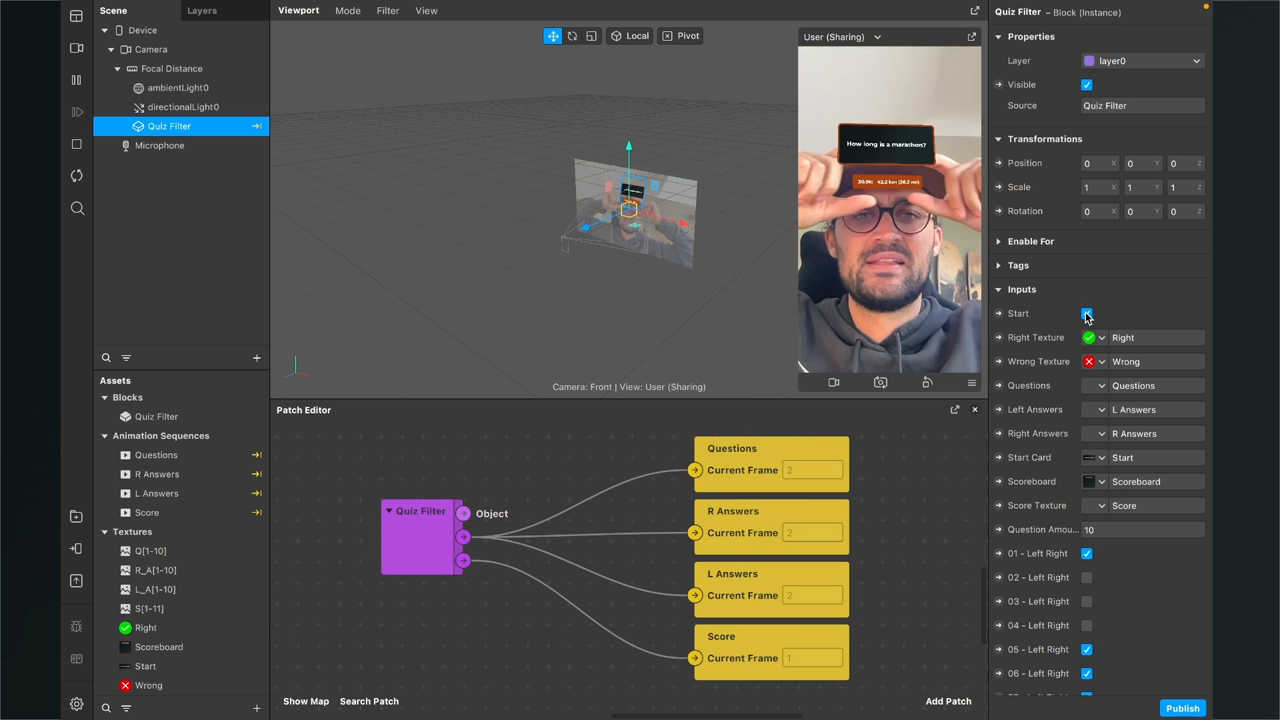 Scene
Layers
Device
Camera
Focal Distance
ambientLight0
directionalLight0
Quiz Filter
Microphone
Assets
Blocks
Quiz Filter
Animation Sequences
Questions
R Answers
L Answers
Score
Textures
Q[1-10]
R_A[1-10]
L_A[1-10]
S[1-11]
Right
Scoreboard
Start
Wrong
Viewport
Mode
Filter
View
Local
Pivot
Camera: Front | View: User (Sharing)
User (Sharing)
How long is a marathon?
42.2 km (26.2 mi)
Patch Editor
Quiz Filter
Object
Questions
Current Frame 2
R Answers
Current Frame 2
L Answers
Current Frame 2
Score
Current Frame 1
Show Map
Search Patch
Add Patch
Quiz Filter – Block (Instance)
Properties
Layer layer0
Visible
Source Quiz Filter
Transformations
Position 0 X 0 Y 0 Z
Scale 1 X 1 Y 1 Z
Rotation 0 X 0 Y 0 Z
Enable For
Tags
Inputs
Start
Right Texture Right
Wrong Texture Wrong
Questions Questions
Left Answers L Answers
Right Answers R Answers
Start Card Start
Scoreboard Scoreboard
Score Texture Score
Question Amou... 10
01 - Left Right
02 - Left Right
03 - Left Right
04 - Left Right
05 - Left Right
06 - Left Right
Publish